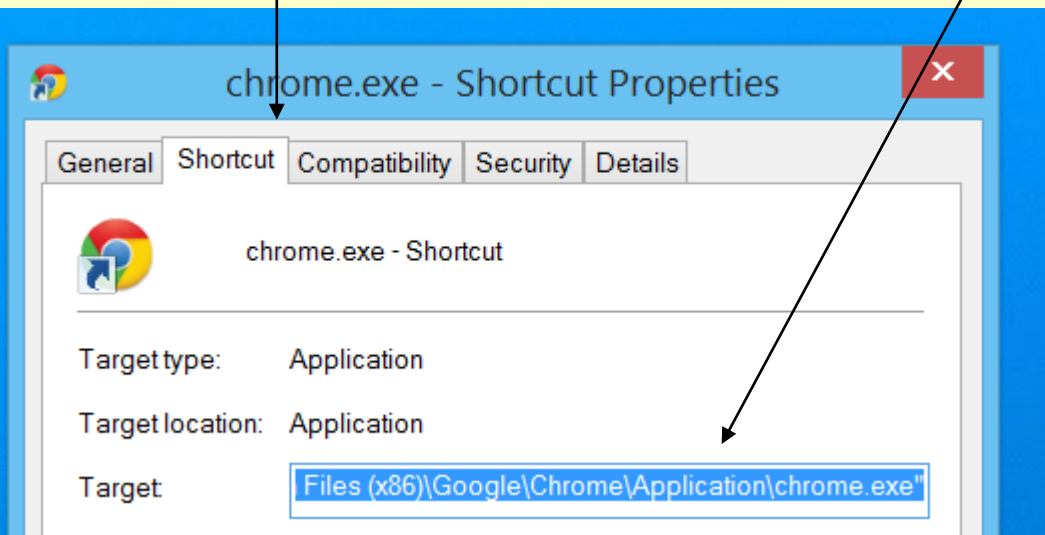 chrome.exe - Shortcut Properties
General Shortcut Compatibility Security Details
chrome.exe - Shortcut
Target type: Application
Target location: Application
Target: Files (x86)\Google\Chrome\Application\chrome.exe"